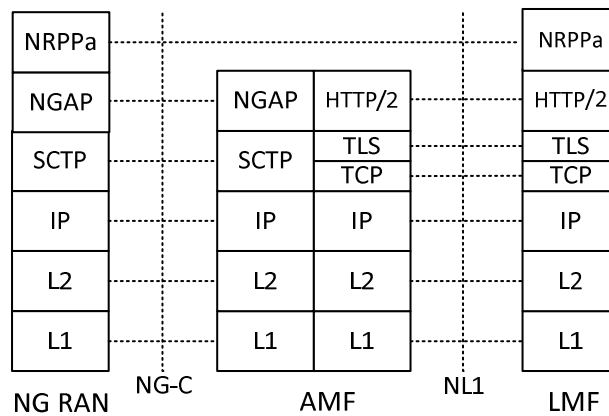 NRPPa
NRPPa
NGAP
NGAP
HTTP/2
HTTP/2
SCTP
SCTP
TLS
TLS
TCP
TCP
IP
IP
IP
IP
L2
L2
L2
L2
L1
L1
L1
L1
NG-C
NL1
NG RAN
AMF
LMF